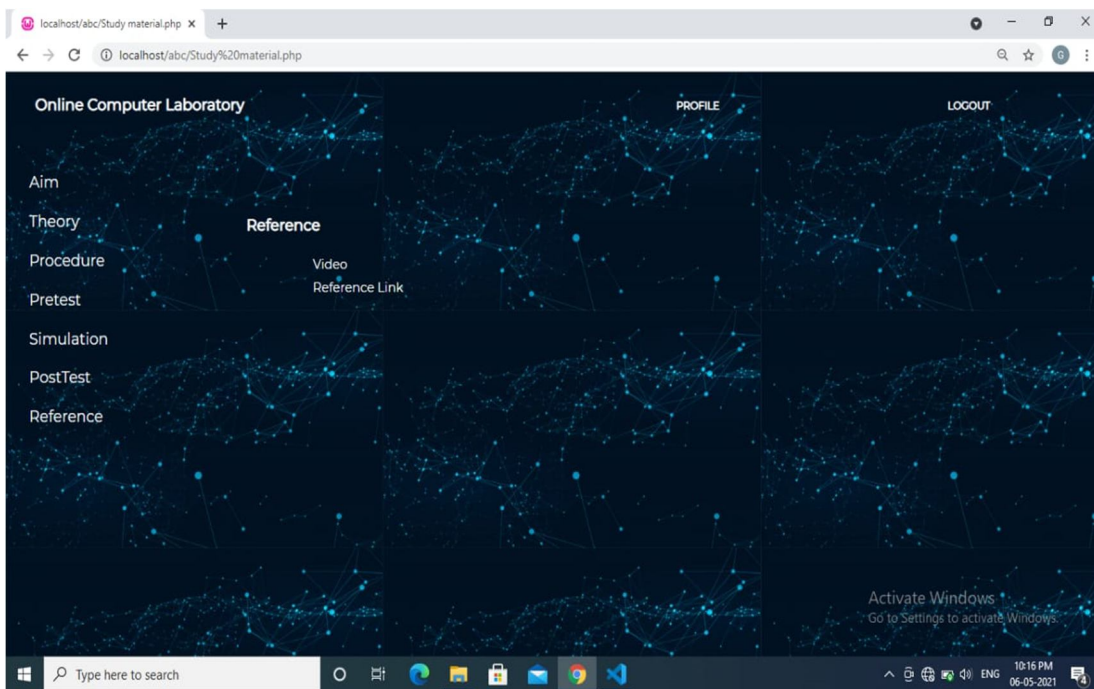 localhost/abc/Study material.php
localhost/abc/Study%20material.php
G
Online Computer Laboratory
PROFILE
LOGOUT
Aim
Theory
Reference
Procedure
Video
Reference Link
Pretest
Simulation
PostTest
Reference
Activate Windows
Go to Settings to activate Windows.
Type here to search
ENG
10:16 PM
06-05-2021
4